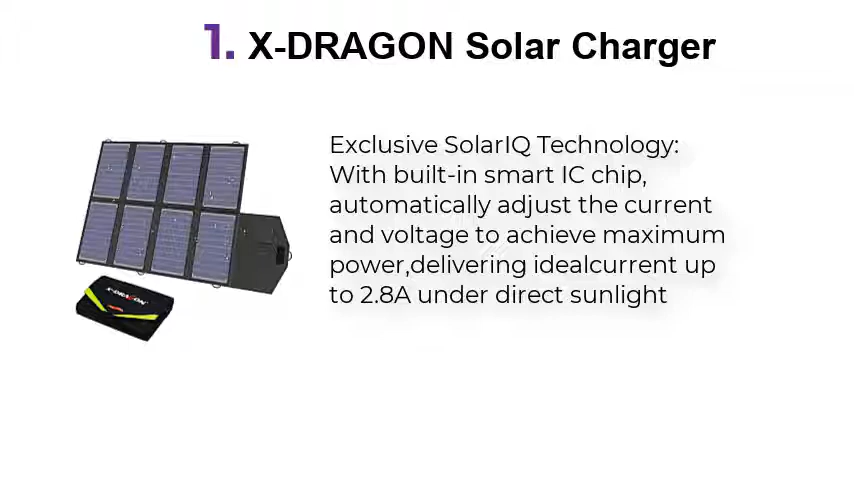 1. X-DRAGON Solar Charger
Exclusive SolarIQ Technology:
With built-in smart IC chip,
automatically adjust the current
and voltage to achieve maximum
power,delivering idealcurrent up
to 2.8A under direct sunlight
X-DRAGON